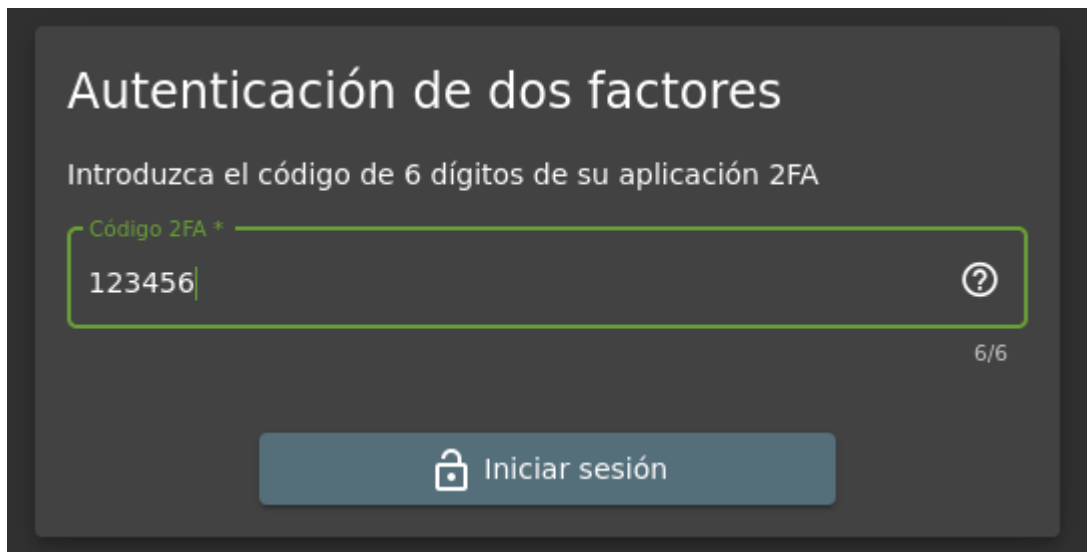 Autenticación de dos factores
Introduzca el código de 6 dígitos de su aplicación 2FA
Código 2FA *
123456
6/6
Iniciar sesión